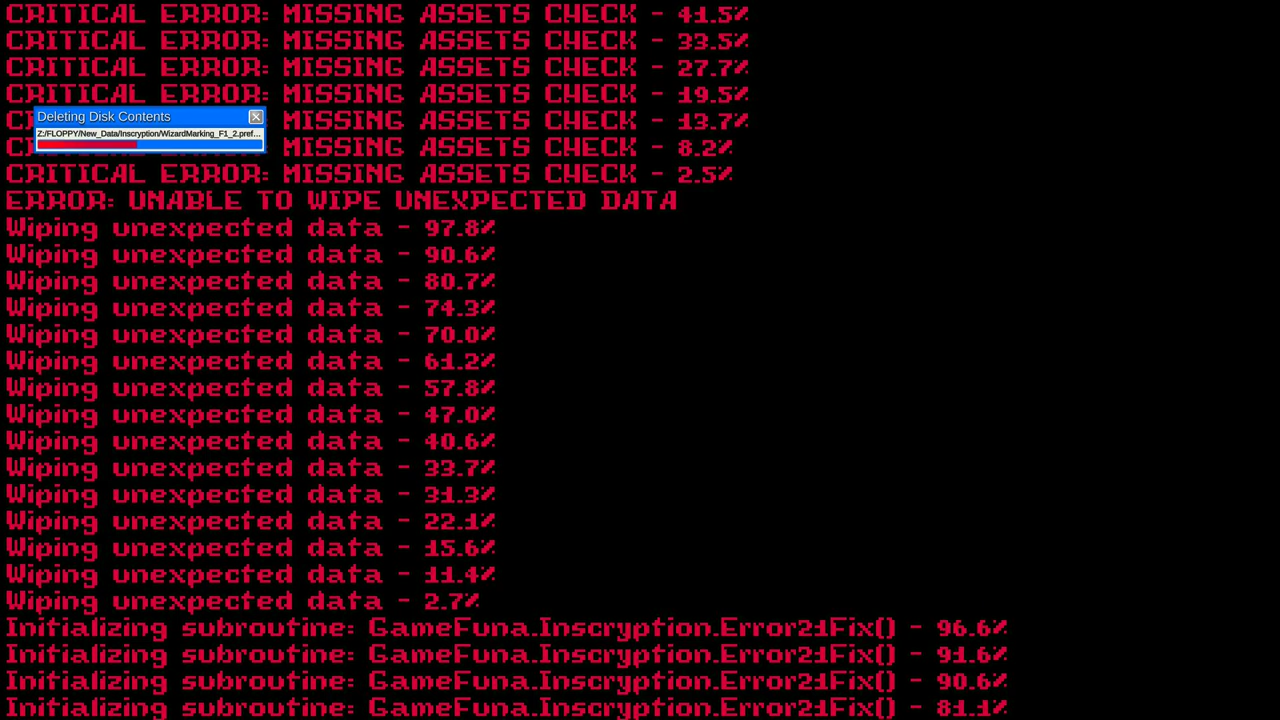 CRITICAL ERROR: MISSING ASSETS CHECK - 41.5%
CRITICAL ERROR: MISSING ASSETS CHECK - 33.5%
CRITICAL ERROR: MISSING ASSETS CHECK - 27.7%
CRITICAL ERROR: MISSING ASSETS CHECK - 19.5%
Deleting Disk Contents
MISSING ASSETS CHECK - 13.7%
Z:/FLOPPY/New_Data/Inscryption/WizardMarking_F1_2.pref...
MISSING ASSETS CHECK - 8.2%
CRITICAL ERROR: MISSING ASSETS CHECK - 2.5%
ERROR: UNABLE TO WIPE UNEXPECTED DATA
Wiping unexpected data - 97.8%
Wiping unexpected data - 90.6%
Wiping unexpected data - 80.7%
Wiping unexpected data - 74.3%
Wiping unexpected data - 70.0%
Wiping unexpected data - 61.2%
Wiping unexpected data - 57.8%
Wiping unexpected data - 47.0%
Wiping unexpected data - 40.6%
Wiping unexpected data - 33.7%
Wiping unexpected data - 31.3%
Wiping unexpected data - 22.1%
Wiping unexpected data - 15.6%
Wiping unexpected data - 11.4%
Wiping unexpected data - 2.7%
Initializing subroutine: GameFuna.Inscryption.Error21Fix() - 96.6%
Initializing subroutine: GameFuna.Inscryption.Error21Fix() - 91.6%
Initializing subroutine: GameFuna.Inscryption.Error21Fix() - 90.6%
Initializing subroutine: GameFuna.Inscryption.Error21Fix() - 81.1%